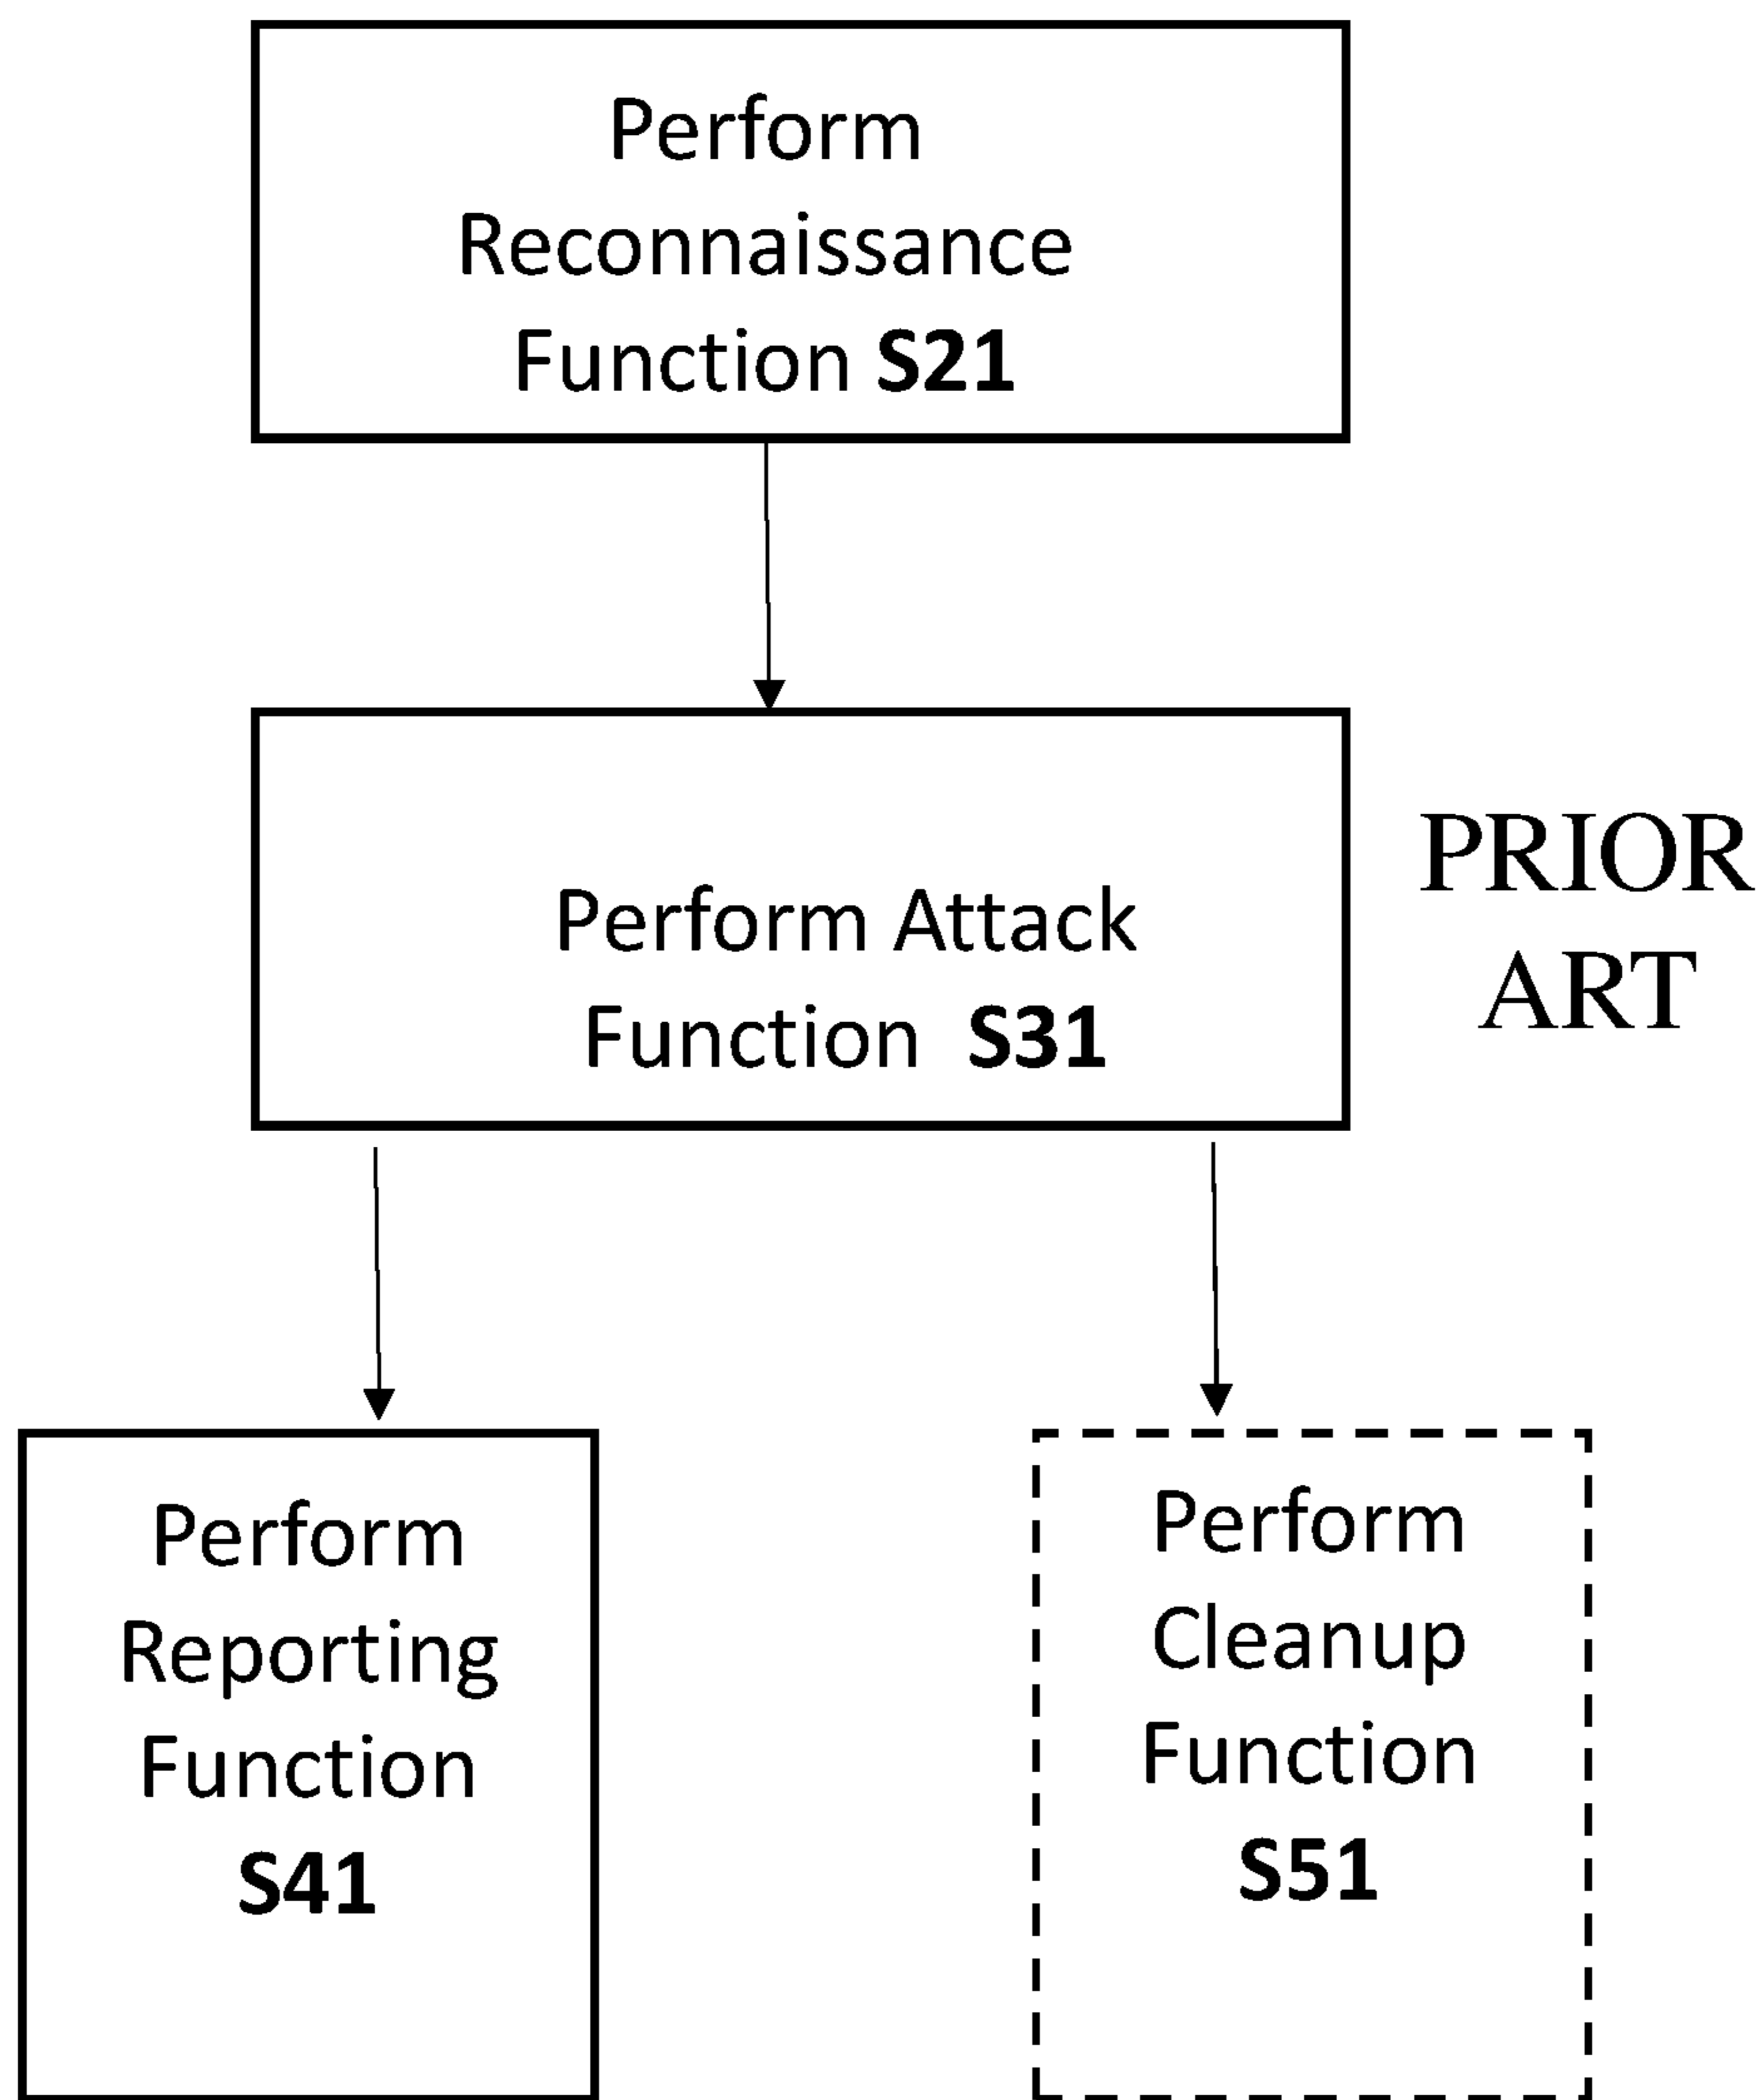 Perform
Reconnaissance
Function S21
Perform Attack
Function S31
PRIOR
ART
Perform
Reporting
Function
S41
Perform
Cleanup
Function
S51